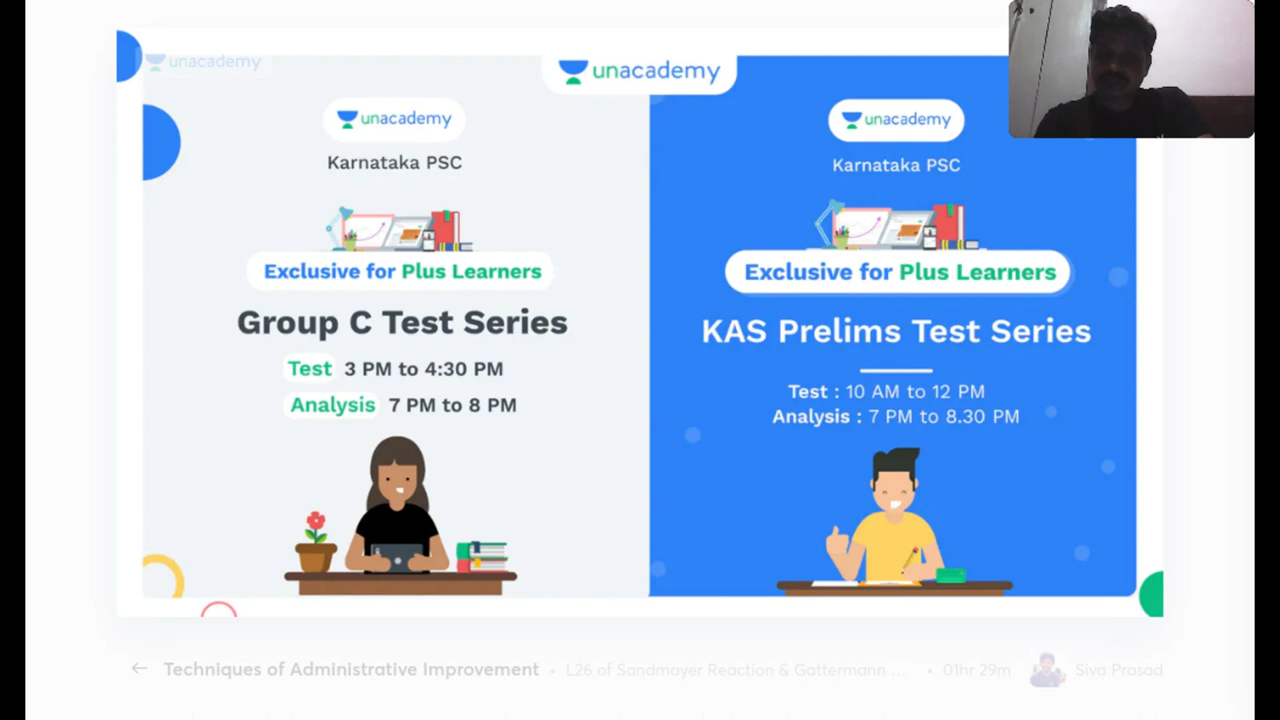 unacademy
unacademy
unacademy
Karnataka PSC
Exclusive for Plus Learners
Group C Test Series
Test 3 PM to 4:30 PM
Analysis 7 PM to 8 PM
unacademy
Karnataka PSC
Exclusive for Plus Learners
KAS Prelims Test Series
Test : 10 AM to 12 PM
Analysis : 7 PM to 8.30 PM
← Techniques of Administrative Improvement • L26 of Sandmayer Reaction & Gattermann ... • 01hr 29m Siva Prasad